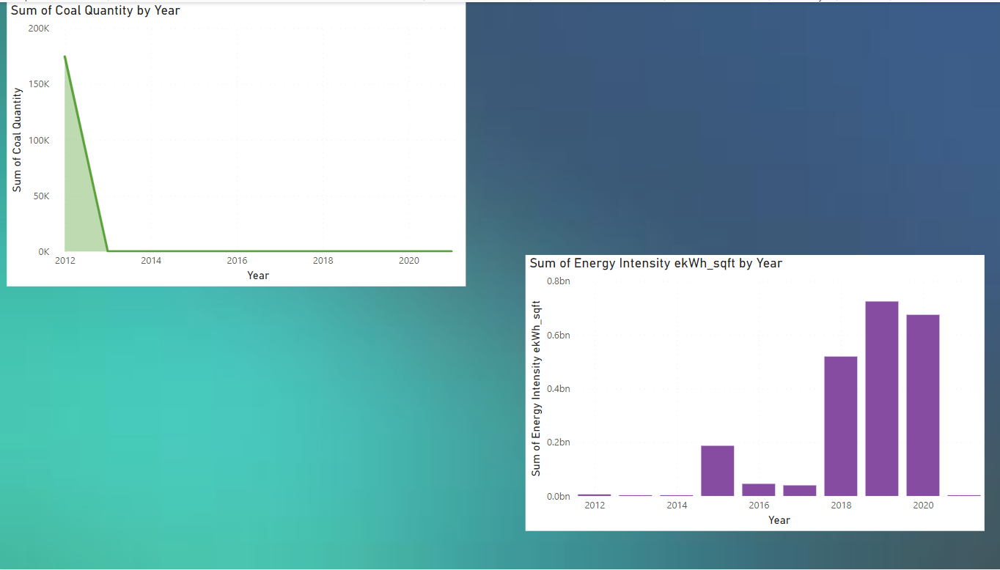 Sum of Coal Quantity by Year
200K
150K
100K
50K
0K
Sum of Coal Quantity
2012 2014 2016 2018 2020
Year
Sum of Energy Intensity ekWh_sqft by Year
0.8bn
0.6bn
0.4bn
0.2bn
0.0bn
Sum of Energy Intensity ekWh_sqft
2012 2014 2016 2018 2020
Year